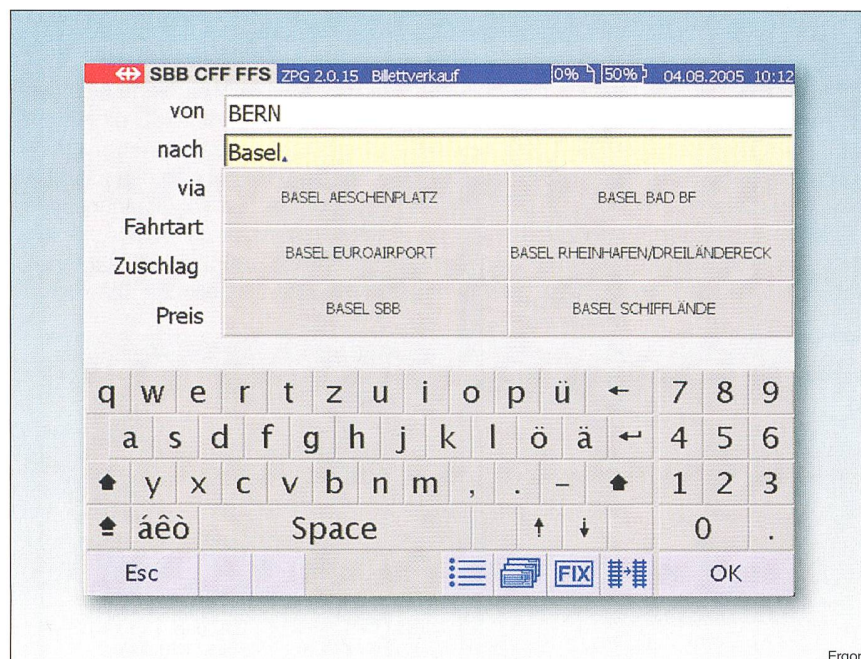 SBB CFF FFS ZPG 2.0.15 Billettverkauf 0% 50% 04.08.2005 10:12
von BERN
nach Basel
via BASEL AESCHENPLATZ BASEL BAD BF
Fahrtart
Zuschlag BASEL EUROAIRPORT BASEL RHEINHAFEN/DREILÄNDERECK
Preis BASEL SBB BASEL SCHIFFLÄNDE
q w e r t z u i o p ü ← 7 8 9
a s d f g h j k l ö ä ↵ 4 5 6
y x c v b n m , . - 1 2 3
áêò Space ↑ ↓ 0 .
Esc FIX OK